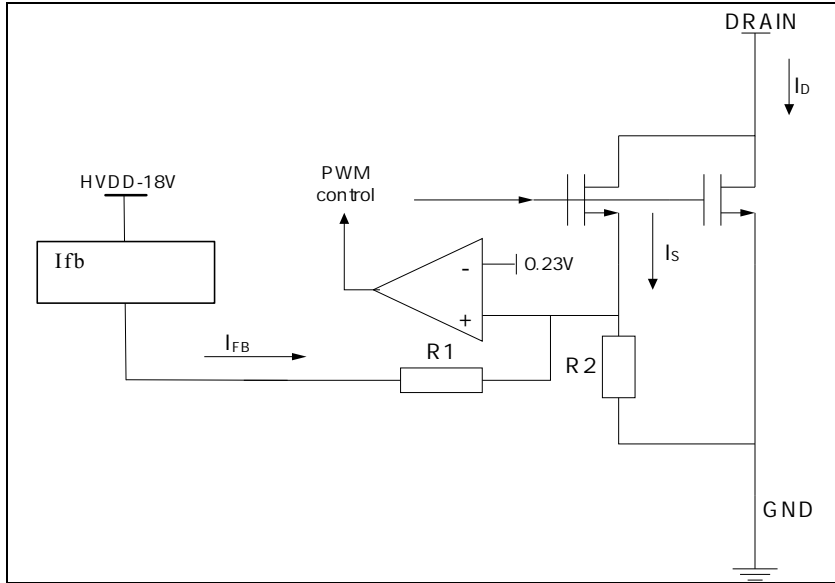 DRAIN
ID
HVDD-18V
PWM
control
Ifb
IS
-
0.23V
+
IFB
R1
R2
GND